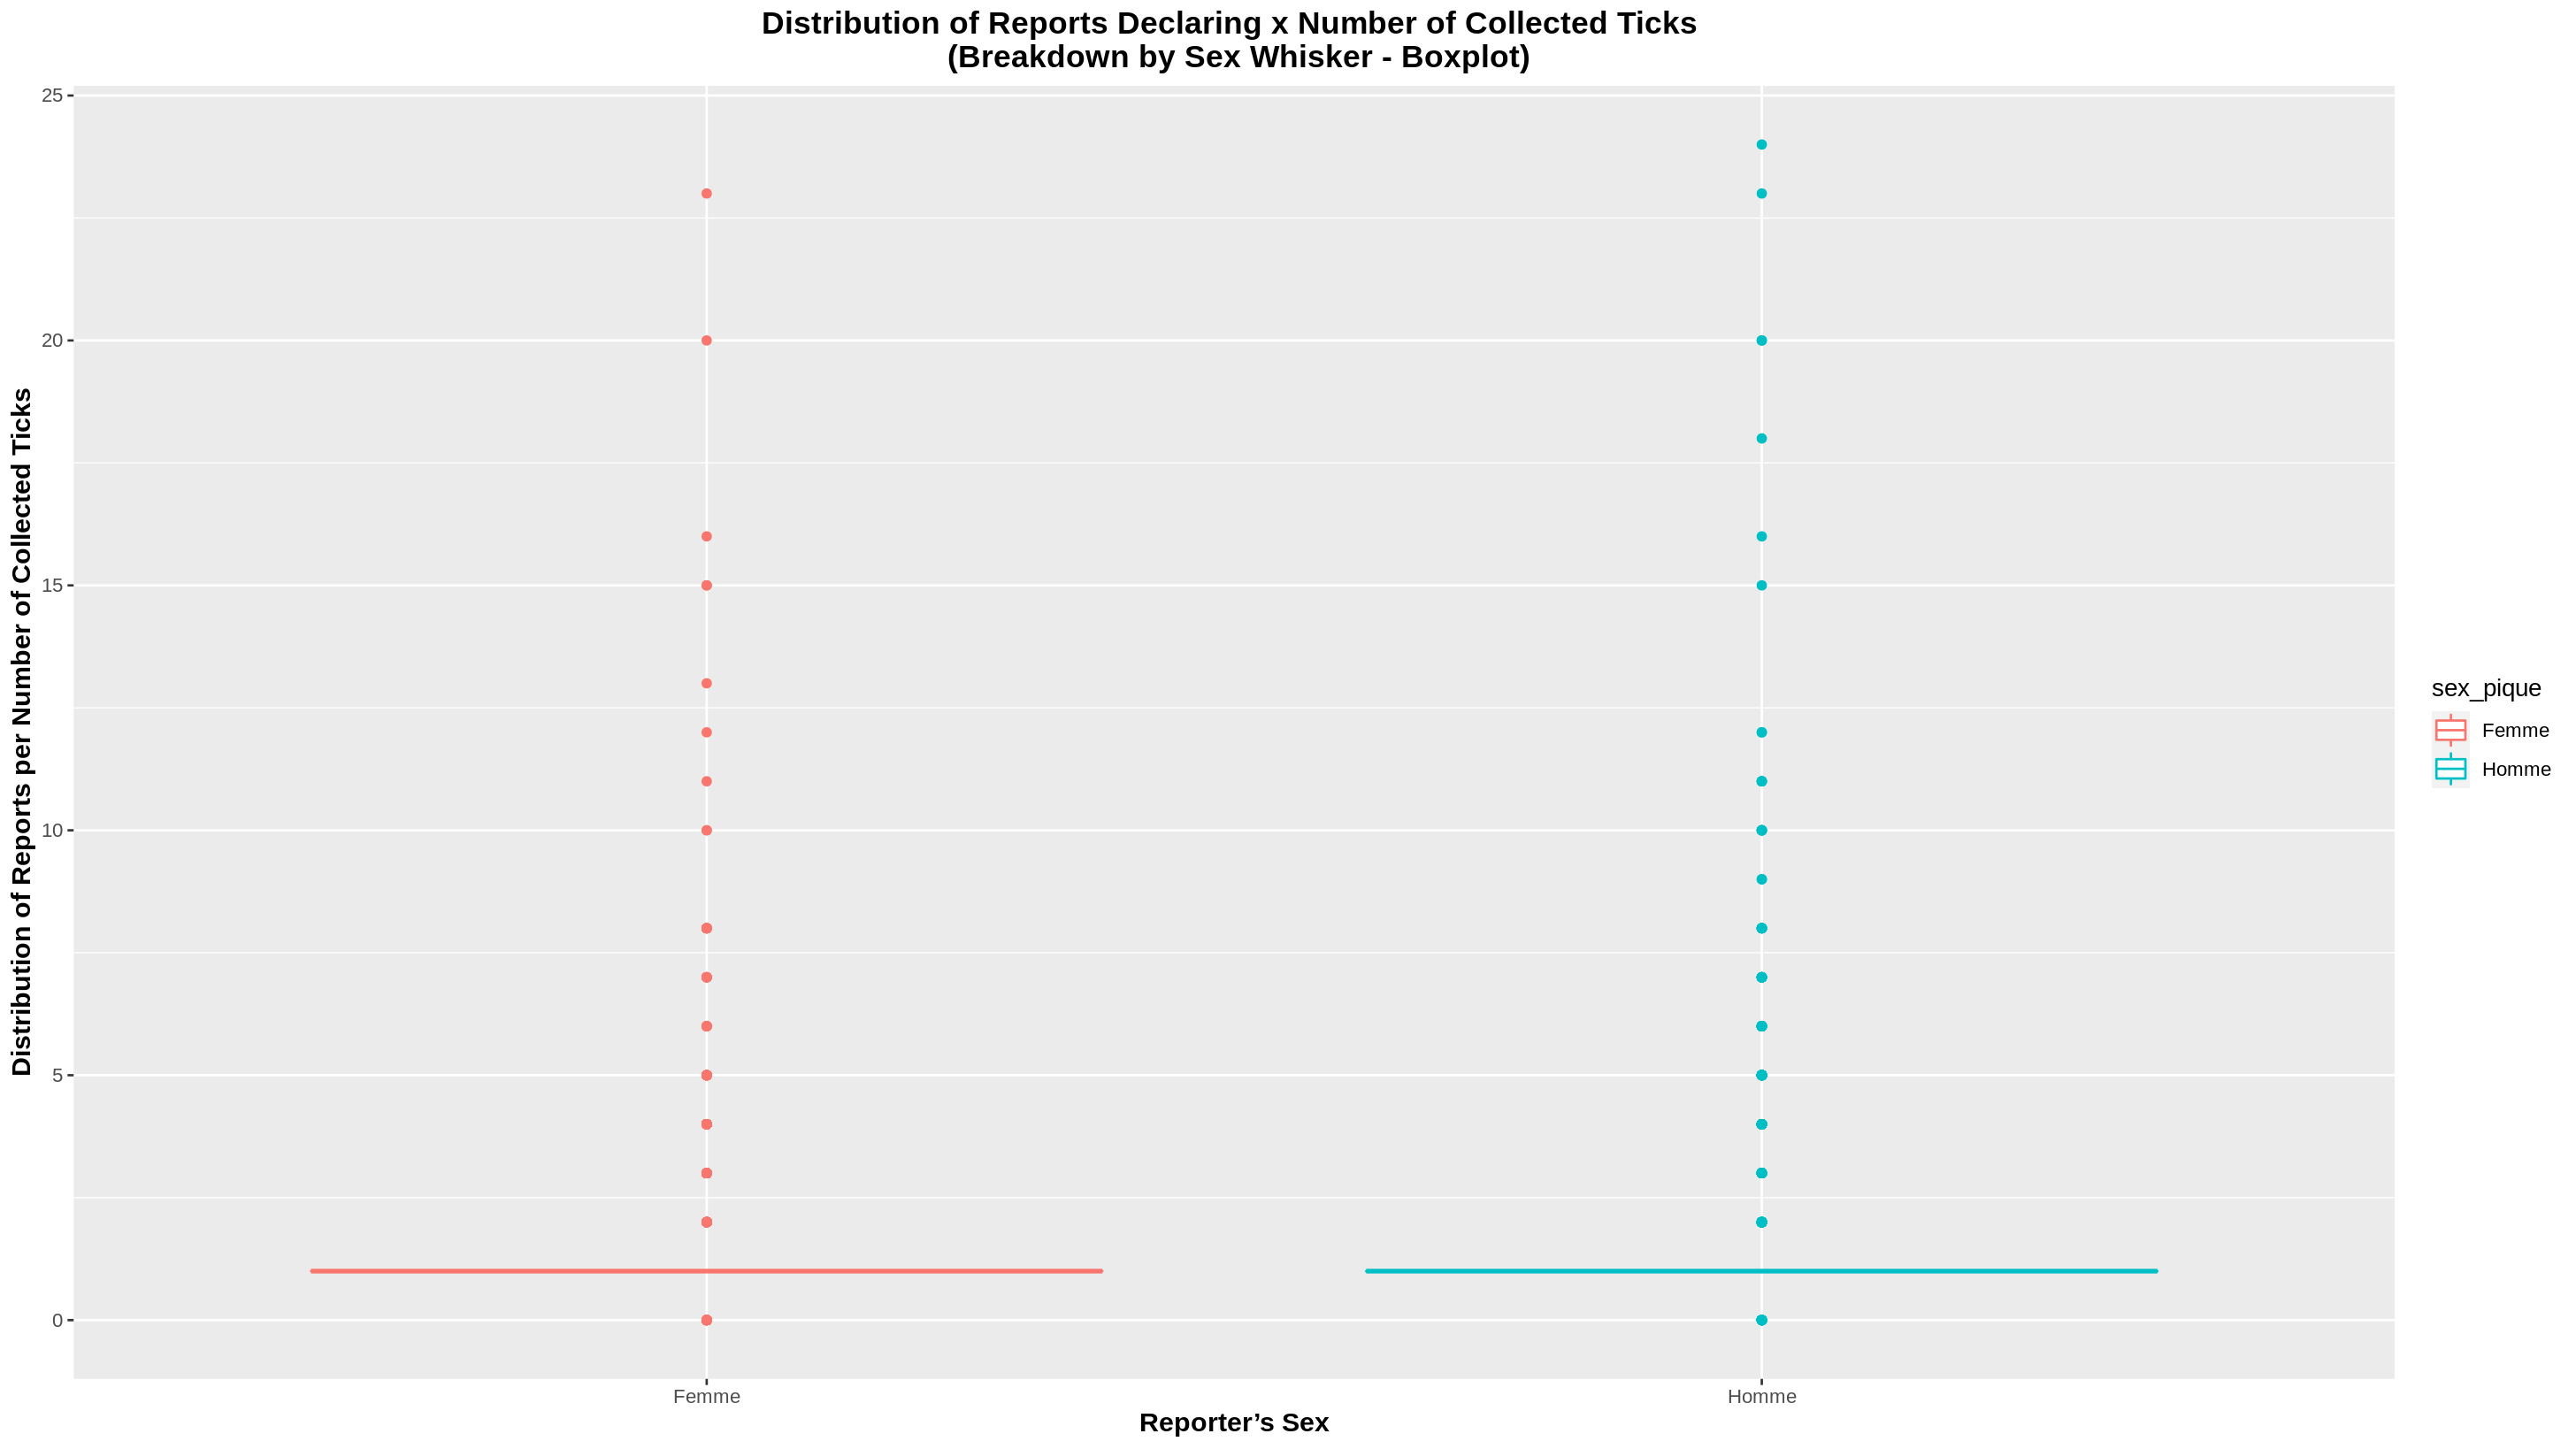 Distribution of Reports Declaring x Number of Collected Ticks
(Breakdown by Sex Whisker - Boxplot)
Distribution of Reports per Number of Collected Ticks
25
20
15
10
5
0
Femme
Homme
Reporter’s Sex
sex_pique
Femme
Homme